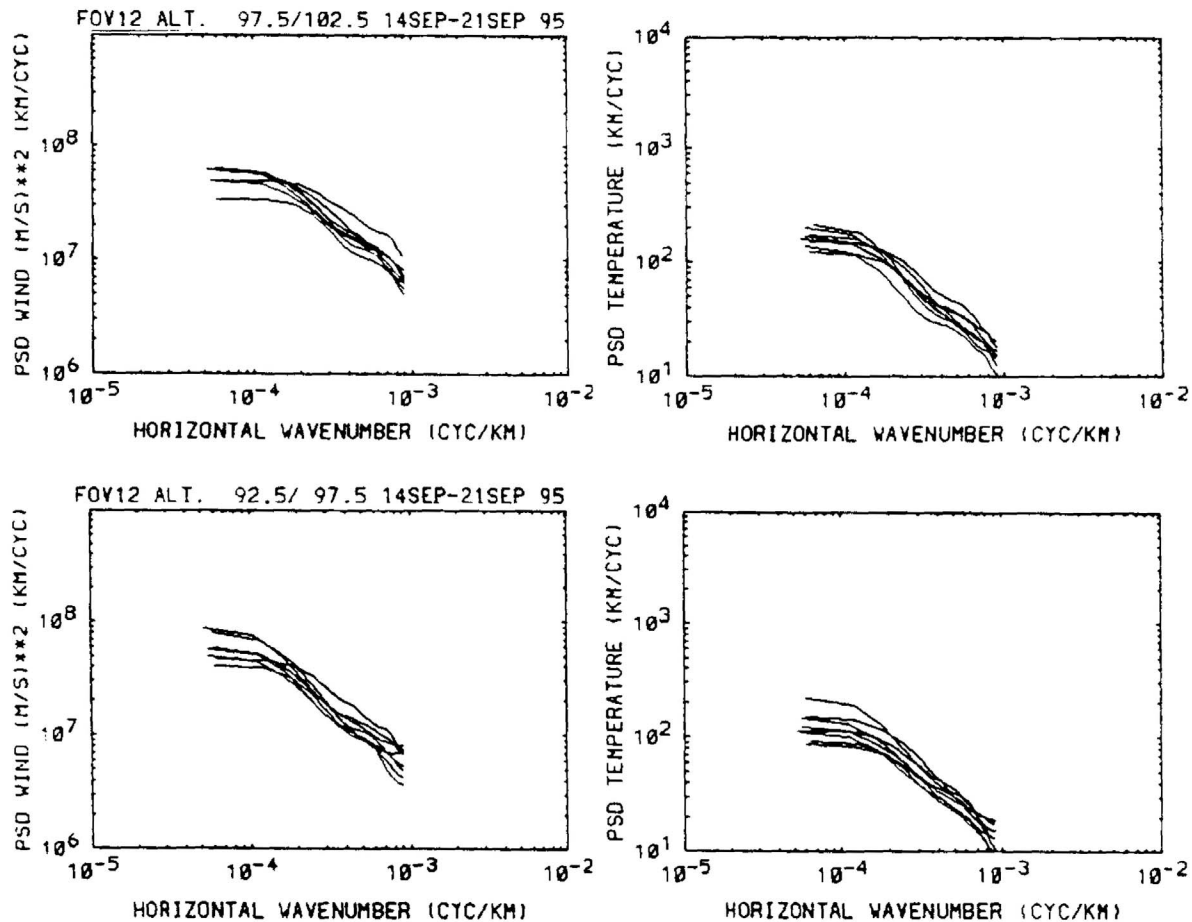 FOV12 ALT. 97.5/102.5 14SEP-21SEP 95
PSD WIND (M/S)**2 (KM/CYC)
10^8
10^7
10^6
10^-5 10^-4 10^-3 10^-2
HORIZONTAL WAVENUMBER (CYC/KM)
PSD TEMPERATURE (KM/CYC)
10^4
10^3
10^2
10^1
10^-5 10^-4 10^-3 10^-2
HORIZONTAL WAVENUMBER (CYC/KM)
FOV12 ALT. 92.5/ 97.5 14SEP-21SEP 95
PSD WIND (M/S)**2 (KM/CYC)
10^8
10^7
10^6
10^-5 10^-4 10^-3 10^-2
HORIZONTAL WAVENUMBER (CYC/KM)
PSD TEMPERATURE (KM/CYC)
10^4
10^3
10^2
10^1
10^-5 10^-4 10^-3 10^-2
HORIZONTAL WAVENUMBER (CYC/KM)